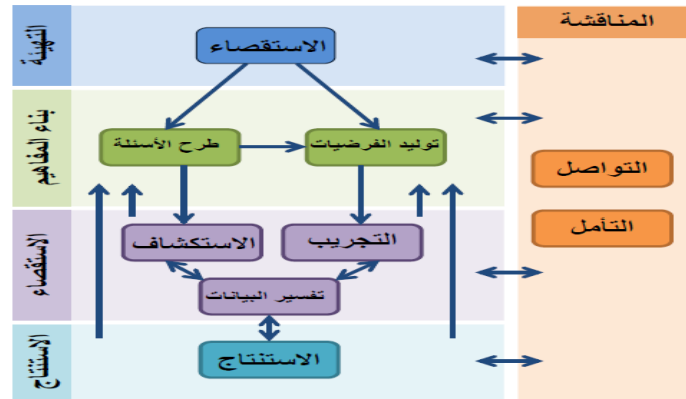 المناقشة
التهيئة
الاستقصاء
بناء المفاهيم
توليد الفرضيات
طرح الأسئلة
التواصل
التأمل
الاستقصاء
التجريب
الاستكشاف
تفسير البيانات
الاستنتاج
الاستنتاج